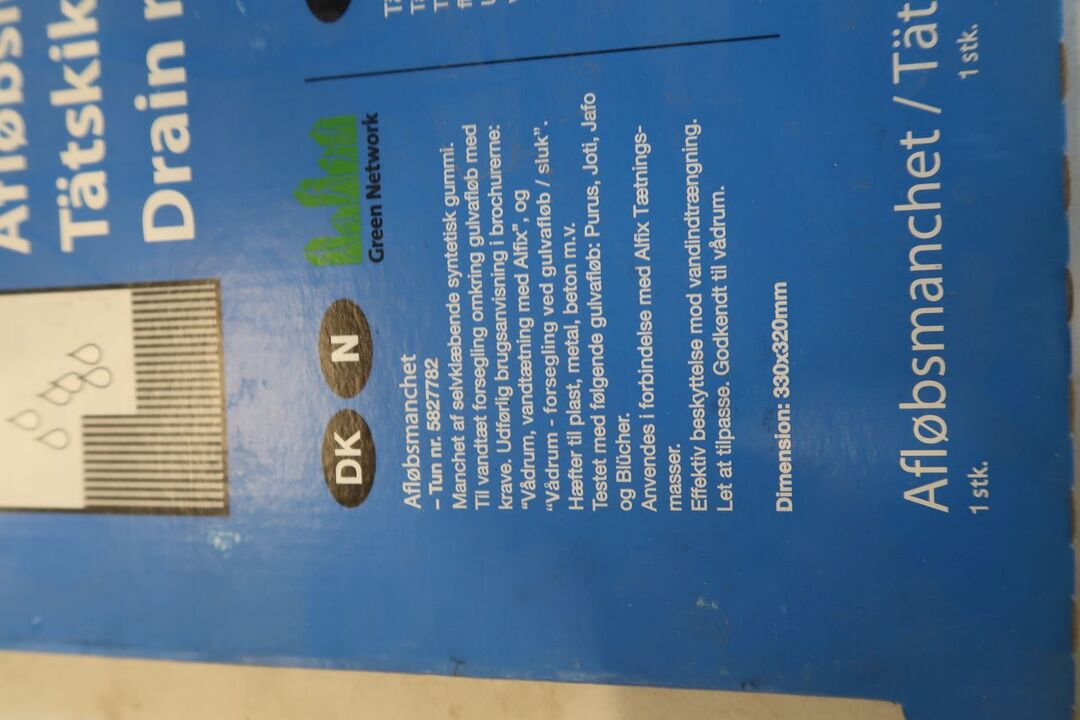 Drain
Green Network
DK N
Afløbsmanchet
– Tun nr. 5827782
Manchet af selvklæbende syntetisk gummi.
Til vandtæt forsegling omkring gulvafløb med
krave. Udførlig brugsanvisning i brochurerne:
“Vådrum, vandtætning med Alfix”, og
“Vådrum - forsegling ved gulvafløb / sluk”.
Hæfter til plast, metal, beton m.v.
Testet med følgende gulvafløb: Purus, Joti, Jafo
og Blücher.
Anvendes i forbindelse med Alfix Tætnings-
masser.
Effektiv beskyttelse mod vandindtrængning.
Let at tilpasse. Godkendt til vådrum.
Dimension: 330x320mm
Afløbsmanchet / Tät
1 stk. 1 stk.